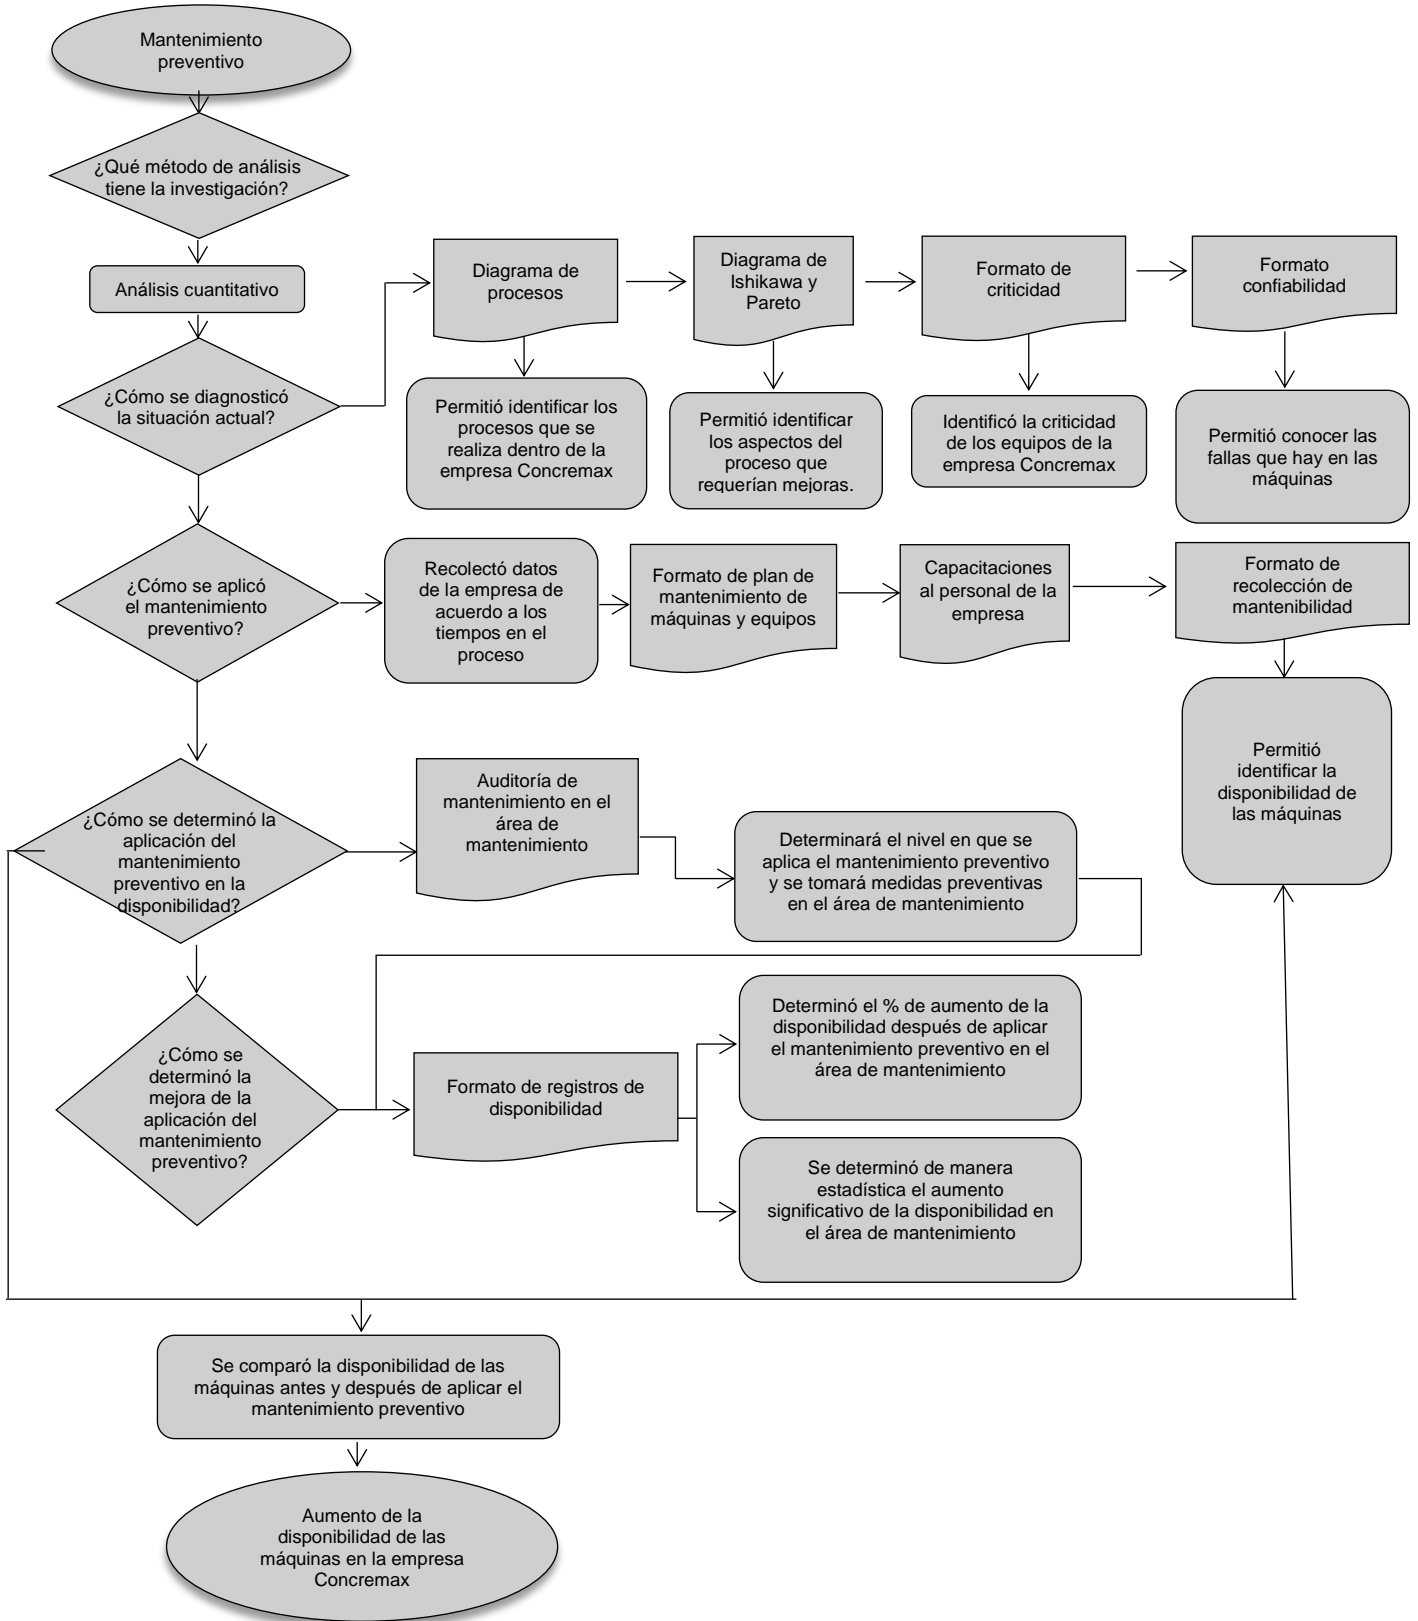 Mantenimiento
preventivo
¿Qué método de análisis
tiene la investigación?
Análisis cuantitativo
¿Cómo se diagnosticó
la situación actual?
Diagrama de
procesos
Diagrama de
Ishikawa y
Pareto
Formato de
criticidad
Formato
confiabilidad
Permitió identificar los
procesos que se
realiza dentro de la
empresa Concremax
Permitió identificar
los aspectos del
proceso que
requerían mejoras.
Identificó la criticidad
de los equipos de la
empresa Concremax
Permitió conocer las
fallas que hay en las
máquinas
¿Cómo se aplicó
el mantenimiento
preventivo?
Recolectó datos
de la empresa de
acuerdo a los
tiempos en el
proceso
Formato de plan de
mantenimiento de
máquinas y equipos
Capacitaciones
al personal de la
empresa
Formato de
recolección de
mantenibilidad
Permitió
identificar la
disponibilidad de
las máquinas
¿Cómo se determinó la
aplicación del
mantenimiento
preventivo en la
disponibilidad?
Auditoría de
mantenimiento en el
área de
mantenimiento
Determinará el nivel en que se
aplica el mantenimiento preventivo
y se tomará medidas preventivas
en el área de mantenimiento
¿Cómo se
determinó la
mejora de la
aplicación del
mantenimiento
preventivo?
Formato de registros de
disponibilidad
Determinó el % de aumento de la
disponibilidad después de aplicar
el mantenimiento preventivo en el
área de mantenimiento
Se determinó de manera
estadística el aumento
significativo de la disponibilidad en
el área de mantenimiento
Se comparó la disponibilidad de las
máquinas antes y después de aplicar el
mantenimiento preventivo
Aumento de la
disponibilidad de las
máquinas en la empresa
Concremax